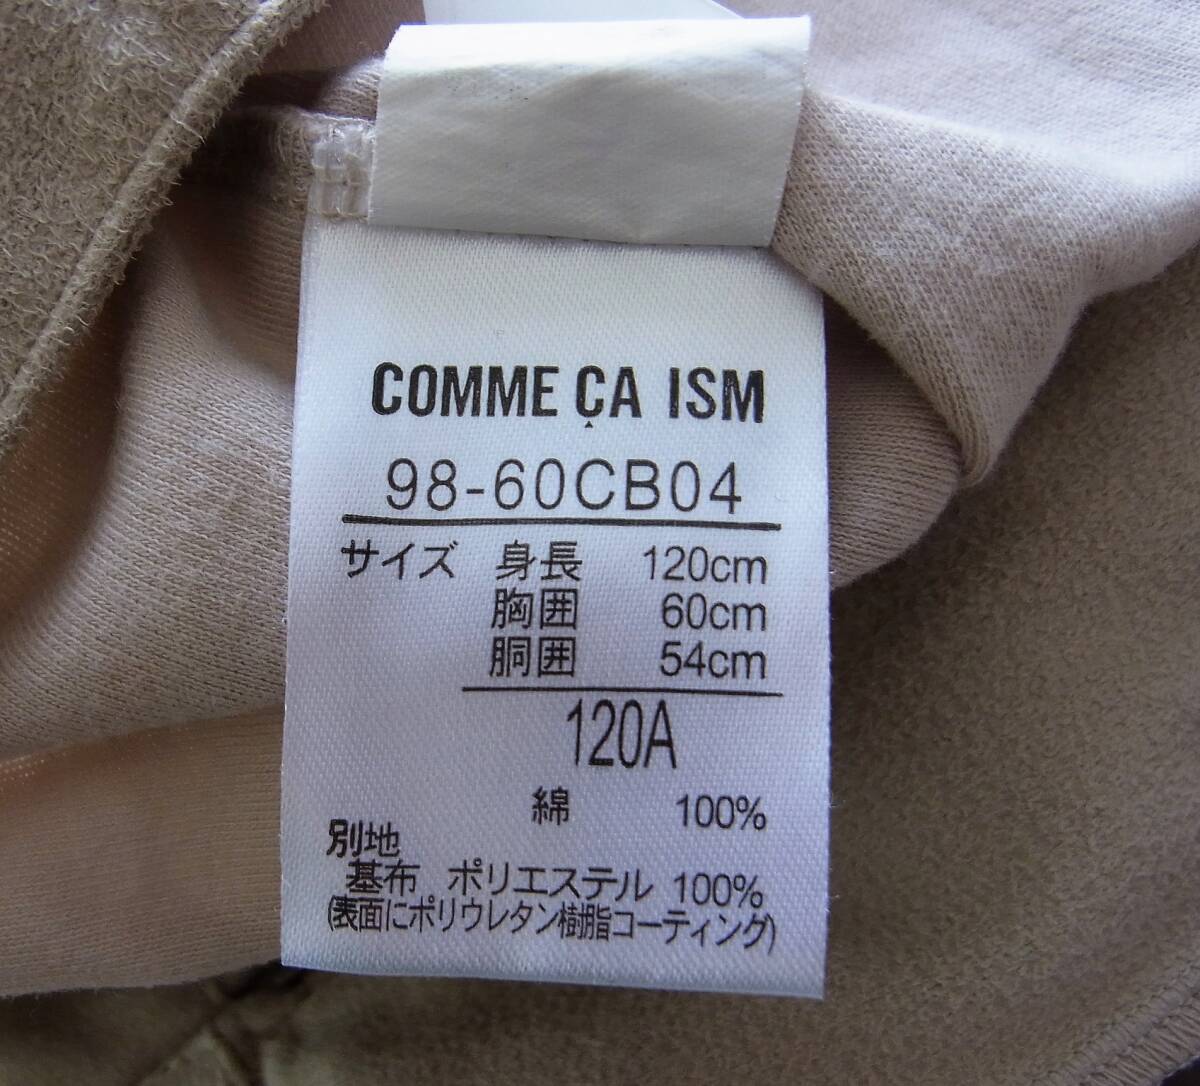 COMME ÇA ISM
98-60CB04
サイズ 身長 120cm
胸囲 60cm
胴囲 54cm
120A
綿 100%
別地
基布 ポリエステル 100%
(表面にポリウレタン樹脂コーティング)